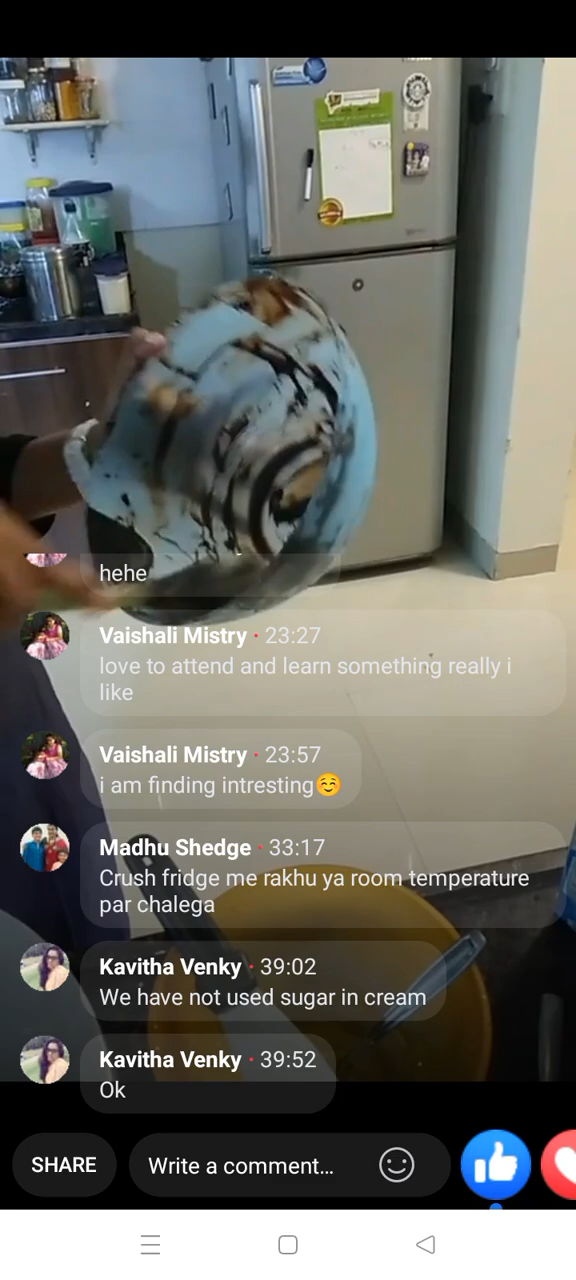 hehe
Vaishali Mistry · 23:27
love to attend and learn something really i
like
Vaishali Mistry · 23:57
i am finding intresting☺️
Madhu Shedge · 33:17
Crush fridge me rakhu ya room temperature
par chalega
Kavitha Venky · 39:02
We have not used sugar in cream
Kavitha Venky · 39:52
Ok
SHARE
Write a comment...